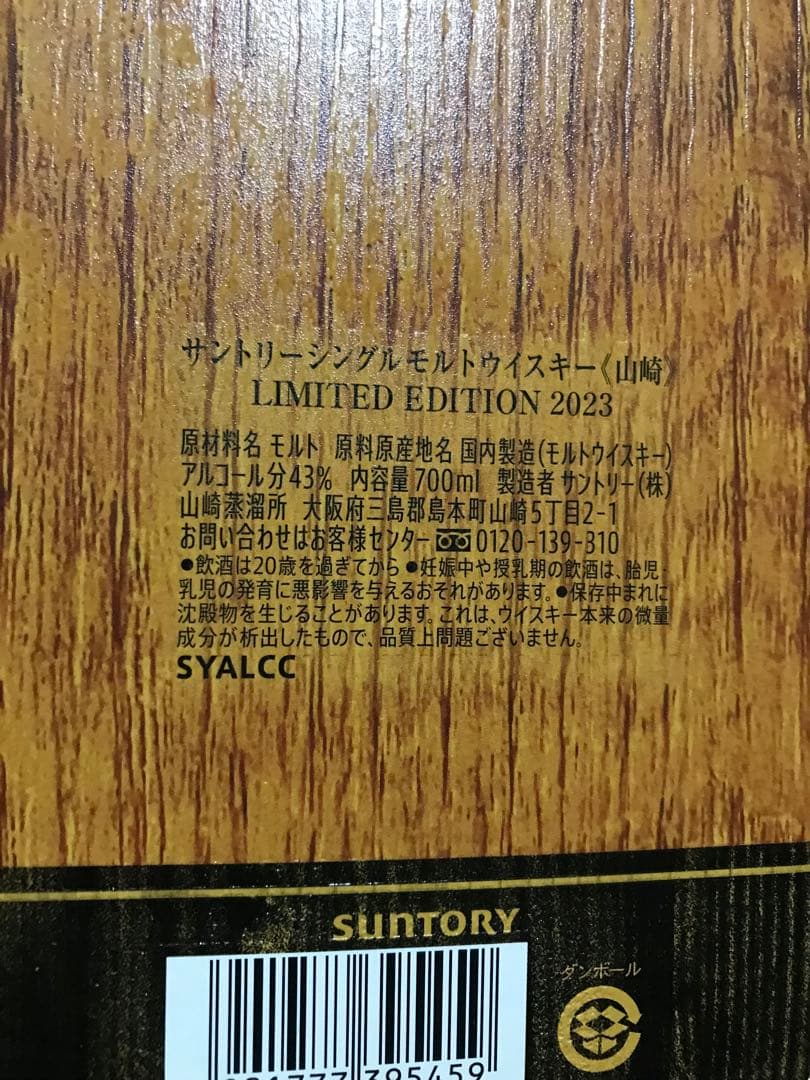 サントリーシングルモルトウイスキー《山崎》
LIMITED EDITION 2023
原材料名 モルト 原料原産地名 国内製造(モルトウイスキー)
アルコール分43% 内容量700ml 製造者 サントリー(株)
山崎蒸溜所 大阪府三島郡島本町山崎5丁目2-1
お問い合わせはお客様センター 0120-139-310
●飲酒は20歳を過ぎてから ●妊娠中や授乳期の飲酒は、胎児・
乳児の発育に悪影響を与えるおそれがあります。●保存中まれに
沈殿物を生じることがあります。これは、ウイスキー本来の微量
成分が析出したもので、品質上問題ございません。
SYALCC
SUNTORY
ダンボール
395459